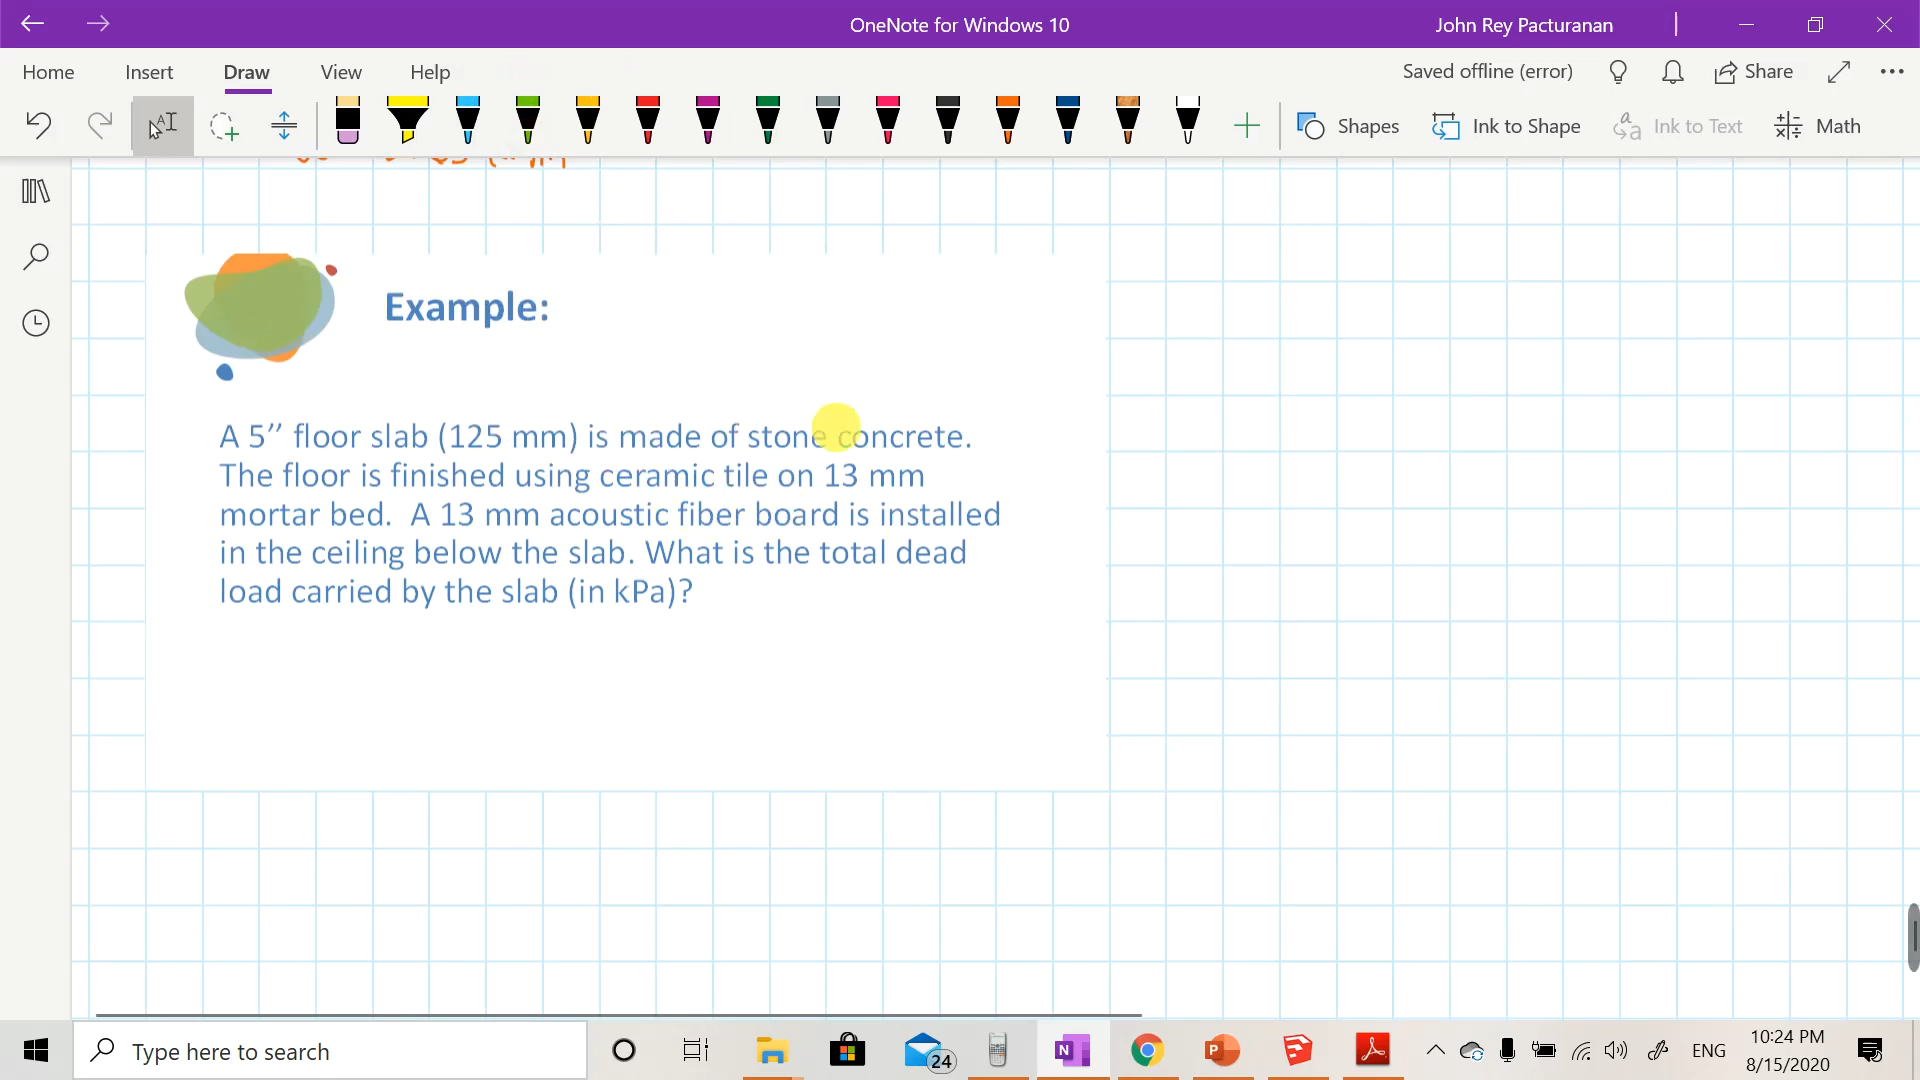 OneNote for Windows 10
John Rey Pacturanan
Home Insert Draw View Help
Saved offline (error)
Share
Shapes
Ink to Shape
Ink to Text
Math
Example:
A 5’’ floor slab (125 mm) is made of stone concrete.
The floor is finished using ceramic tile on 13 mm
mortar bed. A 13 mm acoustic fiber board is installed
in the ceiling below the slab. What is the total dead
load carried by the slab (in kPa)?
Type here to search
24
ENG
10:24 PM
8/15/2020